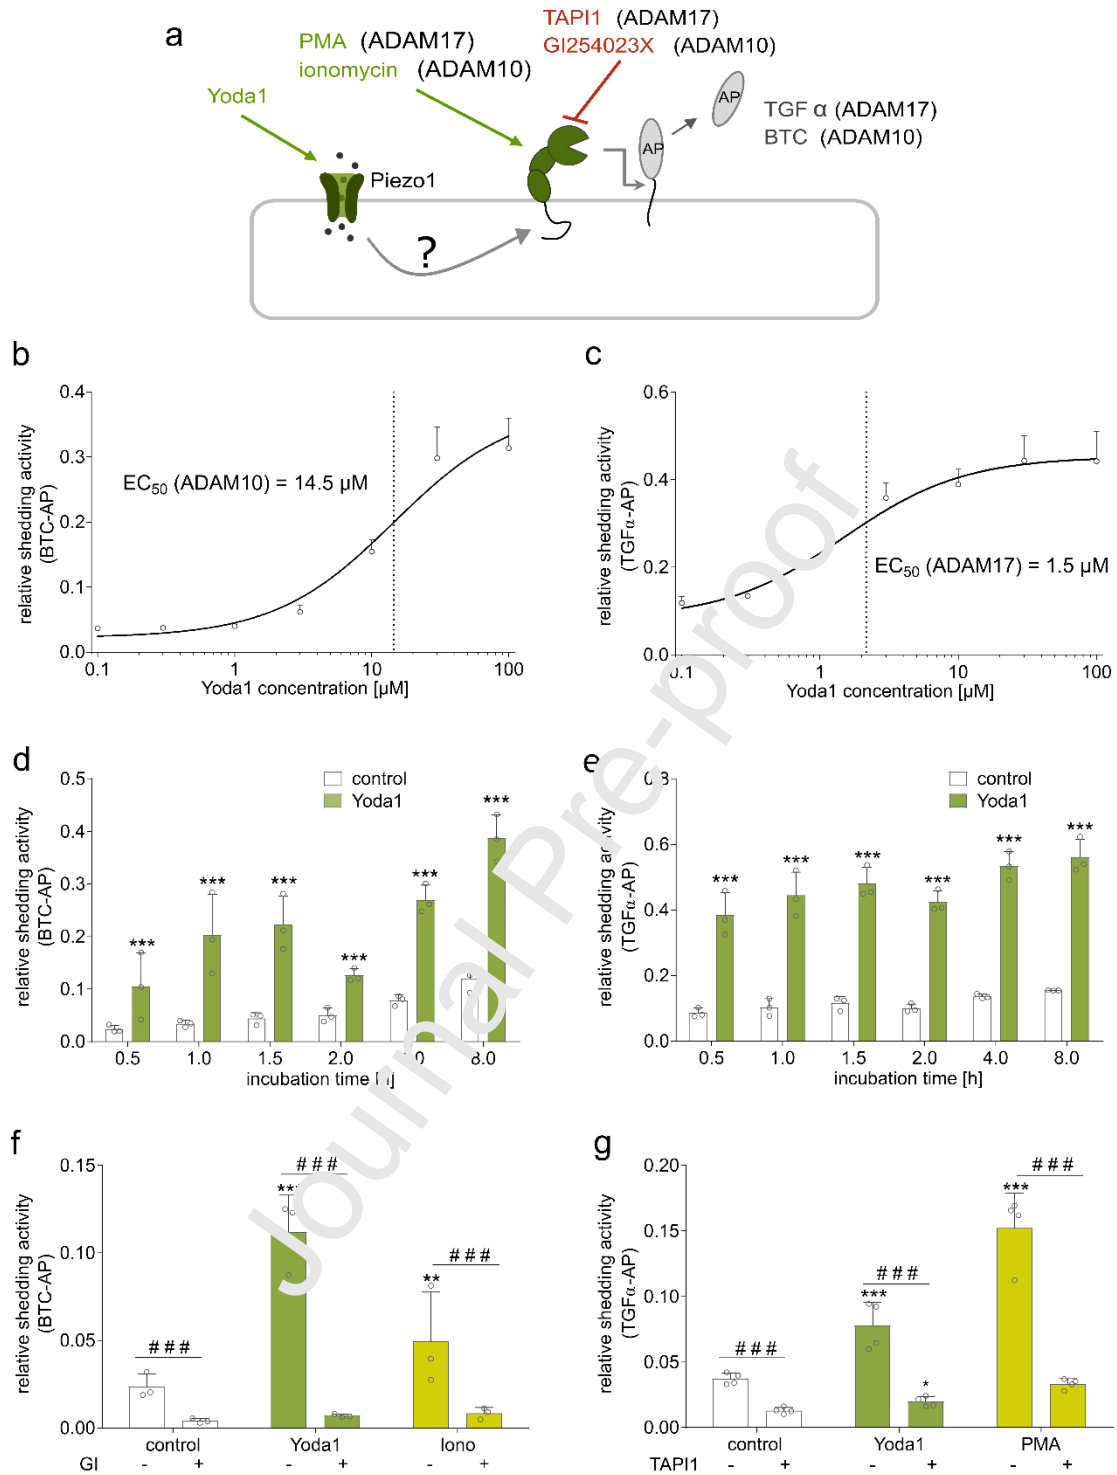 a
PMA (ADAM17)
ionomycin (ADAM10)
TAPI1 (ADAM17)
GI254023X (ADAM10)
Yoda1
Piezo1
?
AP
AP
TGF α (ADAM17)
BTC (ADAM10)
b
relative shedding activity
(BTC-AP)
0.4
0.3
0.2
0.1
0.0
EC50 (ADAM10) = 14.5 µM
0.1 1 10 100
Yoda1 concentration [µM]
c
relative shedding activity
(TGFα-AP)
0.6
0.4
0.2
0.0
EC50 (ADAM17) = 1.5 µM
0.1 1 10 100
Yoda1 concentration [µM]
d
relative shedding activity
(BTC-AP)
0.5
0.4
0.3
0.2
0.1
0.0
control
Yoda1
*** *** *** *** *** ***
0.5 1.0 1.5 2.0 .0 8.0
incubation time [h]
e
relative shedding activity
(TGFα-AP)
0.8
0.6
0.4
0.2
0.0
control
Yoda1
*** *** *** *** *** ***
0.5 1.0 1.5 2.0 4.0 8.0
incubation time [h]
f
relative shedding activity
(BTC-AP)
0.15
0.10
0.05
0.00
###
###
***
###
**
control Yoda1 Iono
GI - + - + - +
g
relative shedding activity
(TGFα-AP)
0.20
0.15
0.10
0.05
0.00
###
###
***
*
###
***
control Yoda1 PMA
TAPI1 - + - + - +
Journal Pre-proof